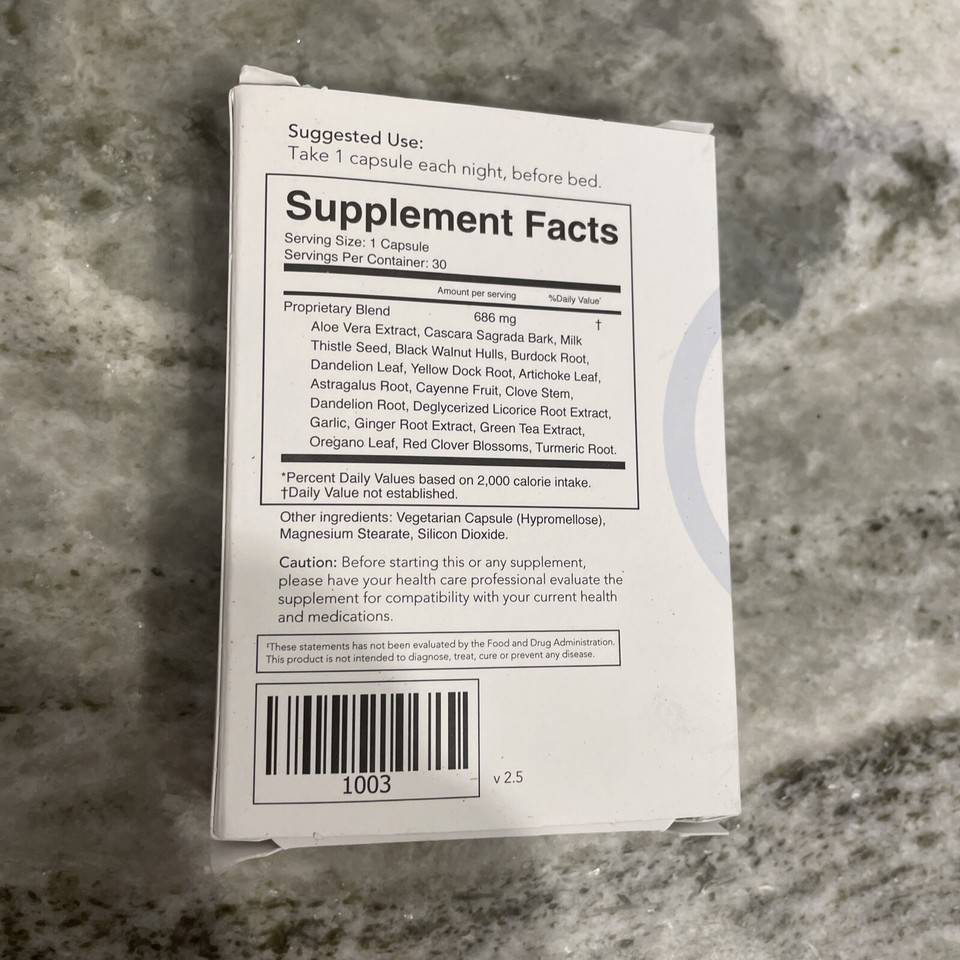 Suggested Use:
Take 1 capsule each night, before bed.
Supplement Facts
Serving Size: 1 Capsule
Servings Per Container: 30
Amount per serving %Daily Value*
Proprietary Blend 686 mg †
Aloe Vera Extract, Cascara Sagrada Bark, Milk
Thistle Seed, Black Walnut Hulls, Burdock Root,
Dandelion Leaf, Yellow Dock Root, Artichoke Leaf,
Astragalus Root, Cayenne Fruit, Clove Stem,
Dandelion Root, Deglycerized Licorice Root Extract,
Garlic, Ginger Root Extract, Green Tea Extract,
Oregano Leaf, Red Clover Blossoms, Turmeric Root.
*Percent Daily Values based on 2,000 calorie intake.
†Daily Value not established.
Other ingredients: Vegetarian Capsule (Hypromellose),
Magnesium Stearate, Silicon Dioxide.
Caution: Before starting this or any supplement,
please have your health care professional evaluate the
supplement for compatibility with your current health
and medications.
‡These statements has not been evaluated by the Food and Drug Administration.
This product is not intended to diagnose, treat, cure or prevent any disease.
1003
v 2.5